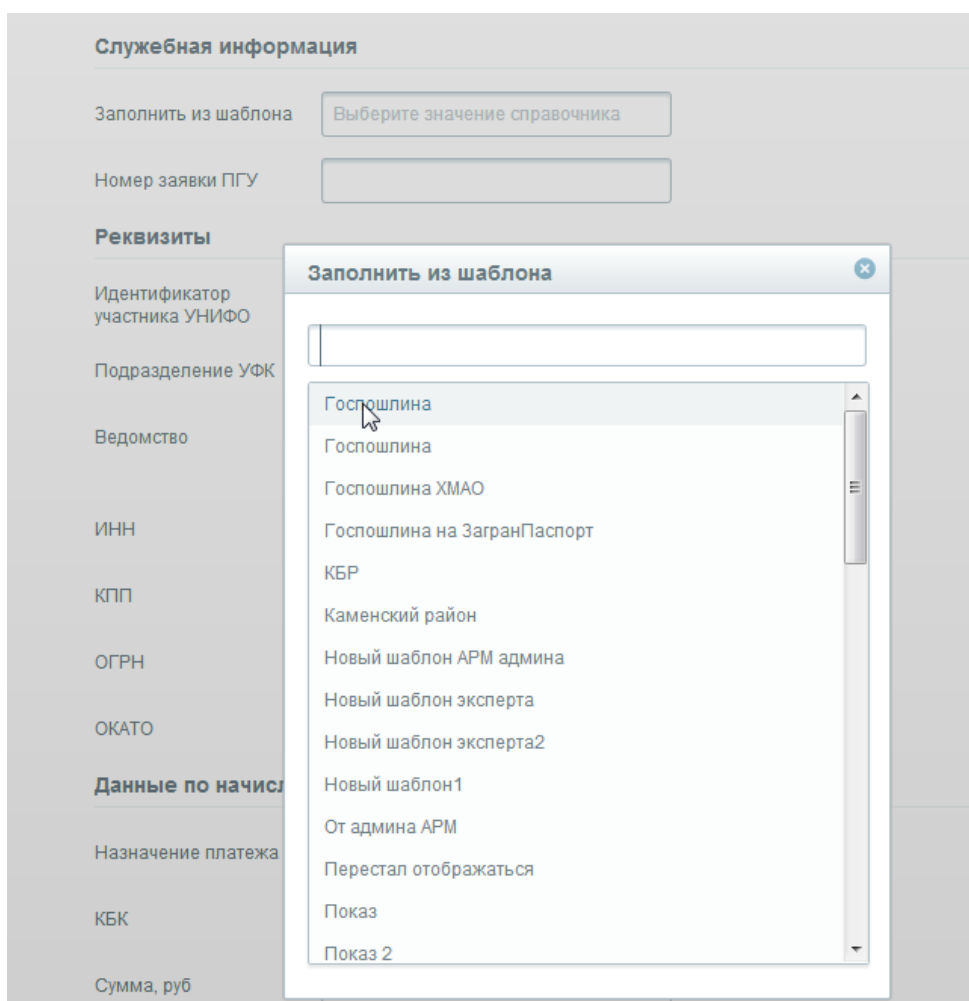 Служебная информация
Заполнить из шаблона
Выберите значение справочника
Номер заявки ПГУ
Реквизиты
Идентификатор
участника УНИФО
Подразделение УФК
Ведомство
ИНН
КПП
ОГРН
ОКАТО
Данные по начисл
Назначение платежа
КБК
Сумма, руб
Заполнить из шаблона
Госпошлина
Госпошлина
Госпошлина ХМАО
Госпошлина на ЗагранПаспорт
КБР
Каменский район
Новый шаблон АРМ админа
Новый шаблон эксперта
Новый шаблон эксперта2
Новый шаблон1
От админа АРМ
Перестал отображаться
Показ
Показ 2